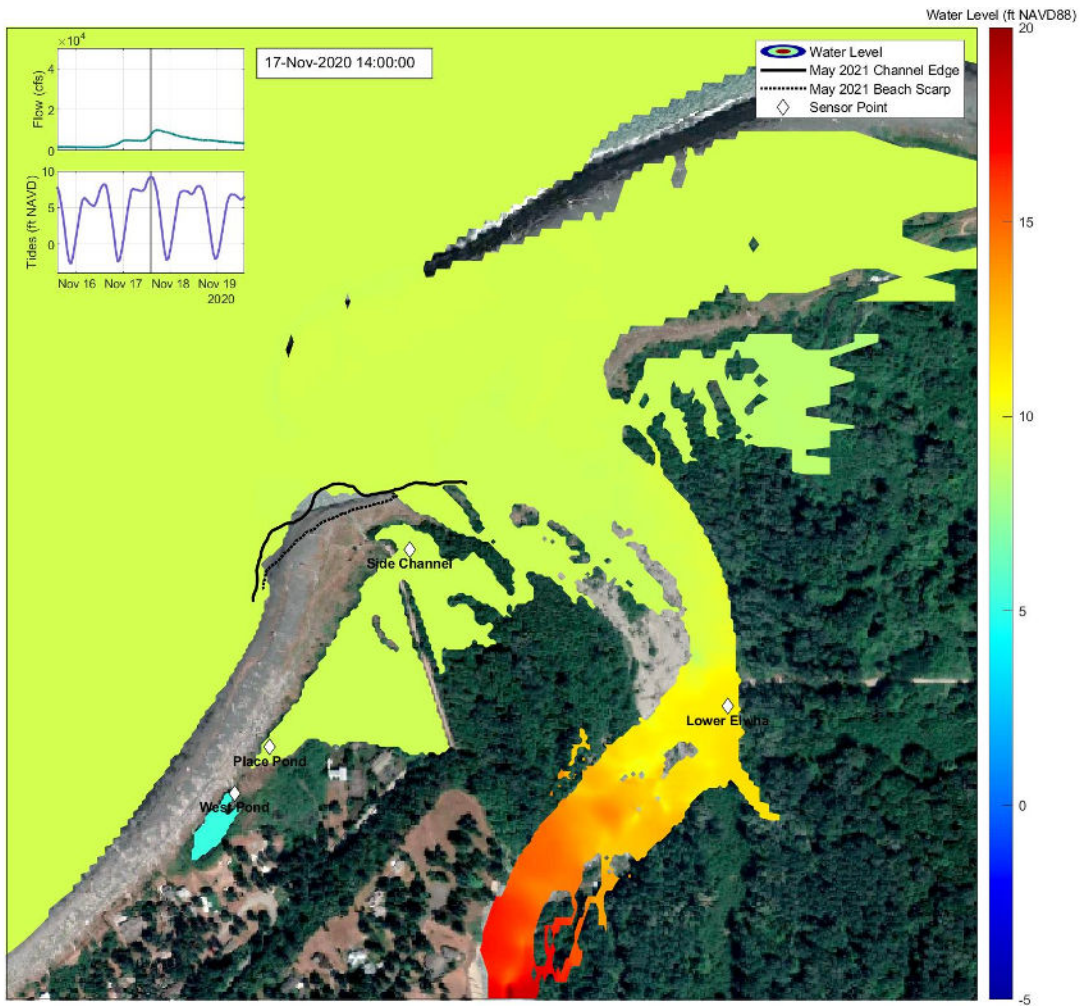 Water Level (ft NAVD88)
×10⁴
4
2
0
Flow (cfs)
17-Nov-2020 14:00:00
Water Level
May 2021 Channel Edge
May 2021 Beach Scarp
Sensor Point
10
5
0
Tides (ft NAVD)
Nov 16 Nov 17 Nov 18 Nov 19
2020
20
15
10
5
0
-5
Side Channel
Lower Elwha
Place Pond
West Pond